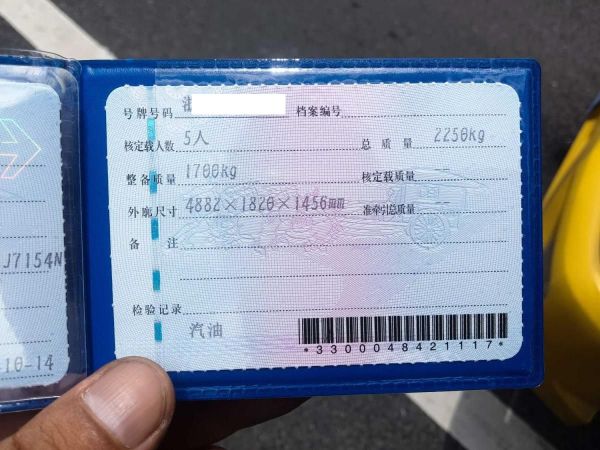 号牌号码 浙 档案编号
核定载人数 5人 总质量 2250kg
整备质量 1700kg 核定载质量 --
外廓尺寸 4882×1820×1456mm 准牵引总质量 --
备注
J7154N
检验记录
汽油
*3300048421117*
10-14